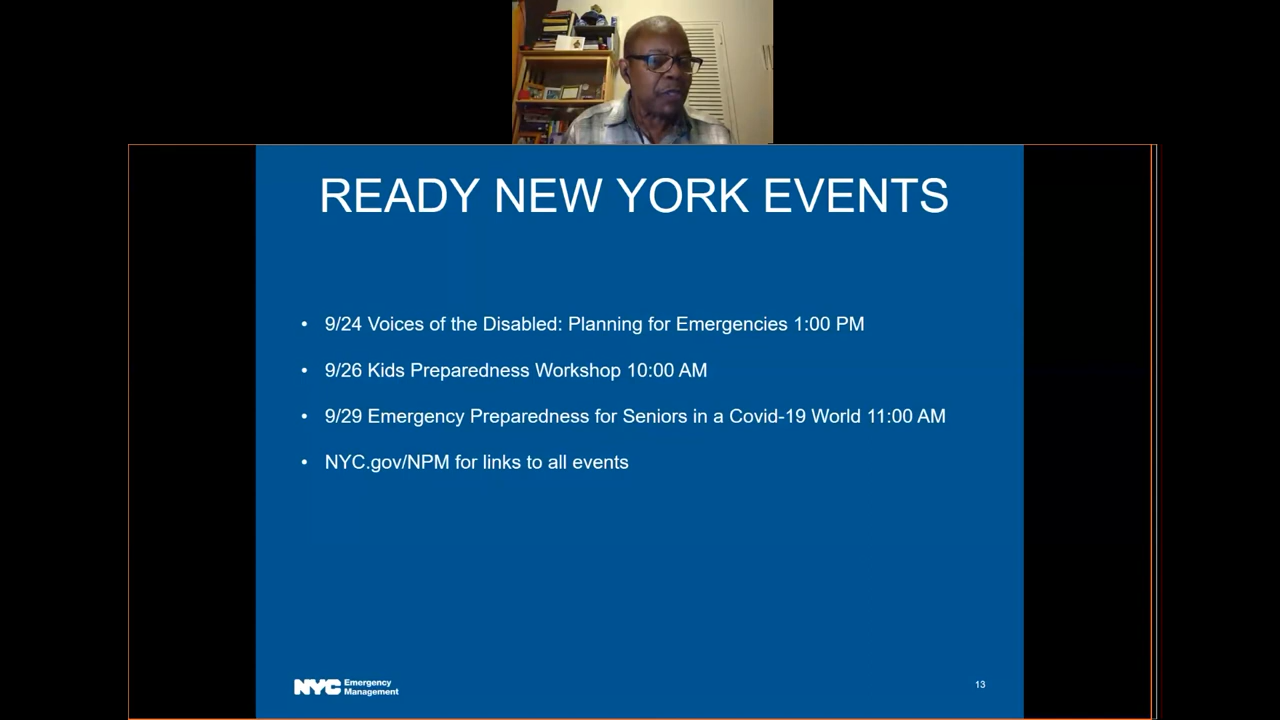 READY NEW YORK EVENTS
• 9/24 Voices of the Disabled: Planning for Emergencies 1:00 PM
• 9/26 Kids Preparedness Workshop 10:00 AM
• 9/29 Emergency Preparedness for Seniors in a Covid-19 World 11:00 AM
• NYC.gov/NPM for links to all events
NYC Emergency
Management
13